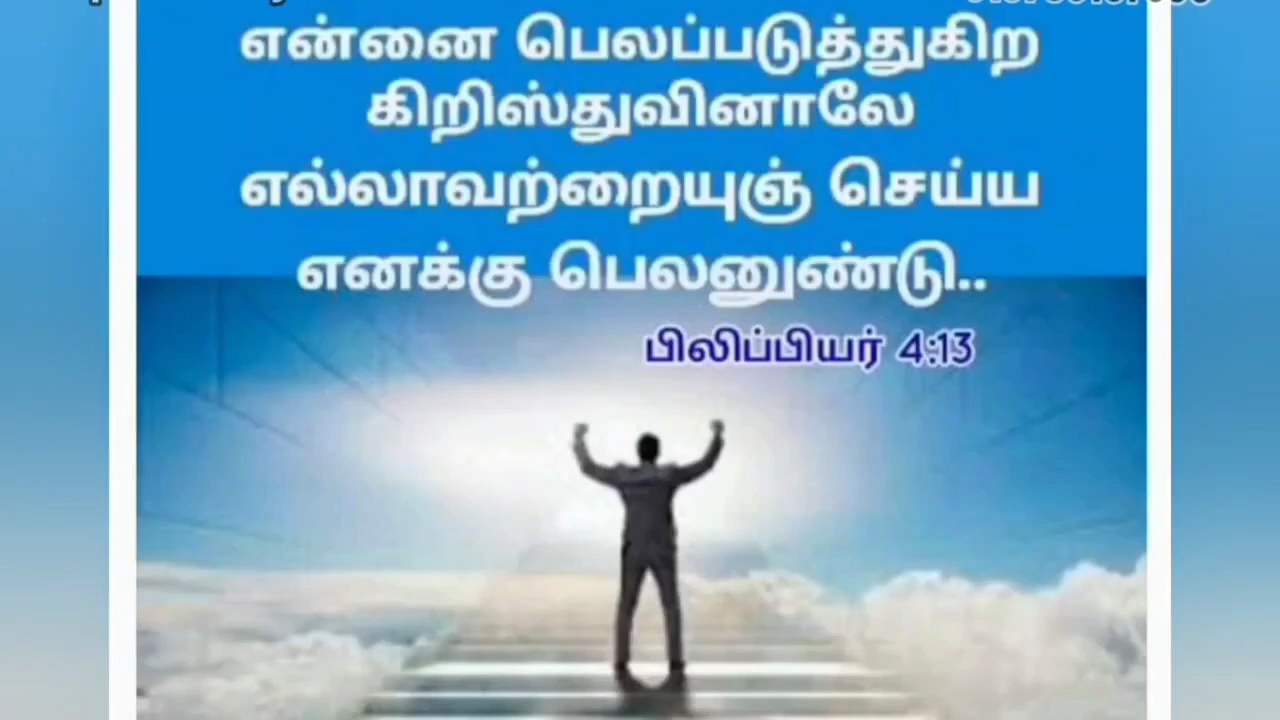 என்னை பெலப்படுத்துகிற
கிறிஸ்துவினாலே
எல்லாவற்றையுஞ் செய்ய
எனக்கு பெலனுண்டு..
பிலிப்பியர் 4:13